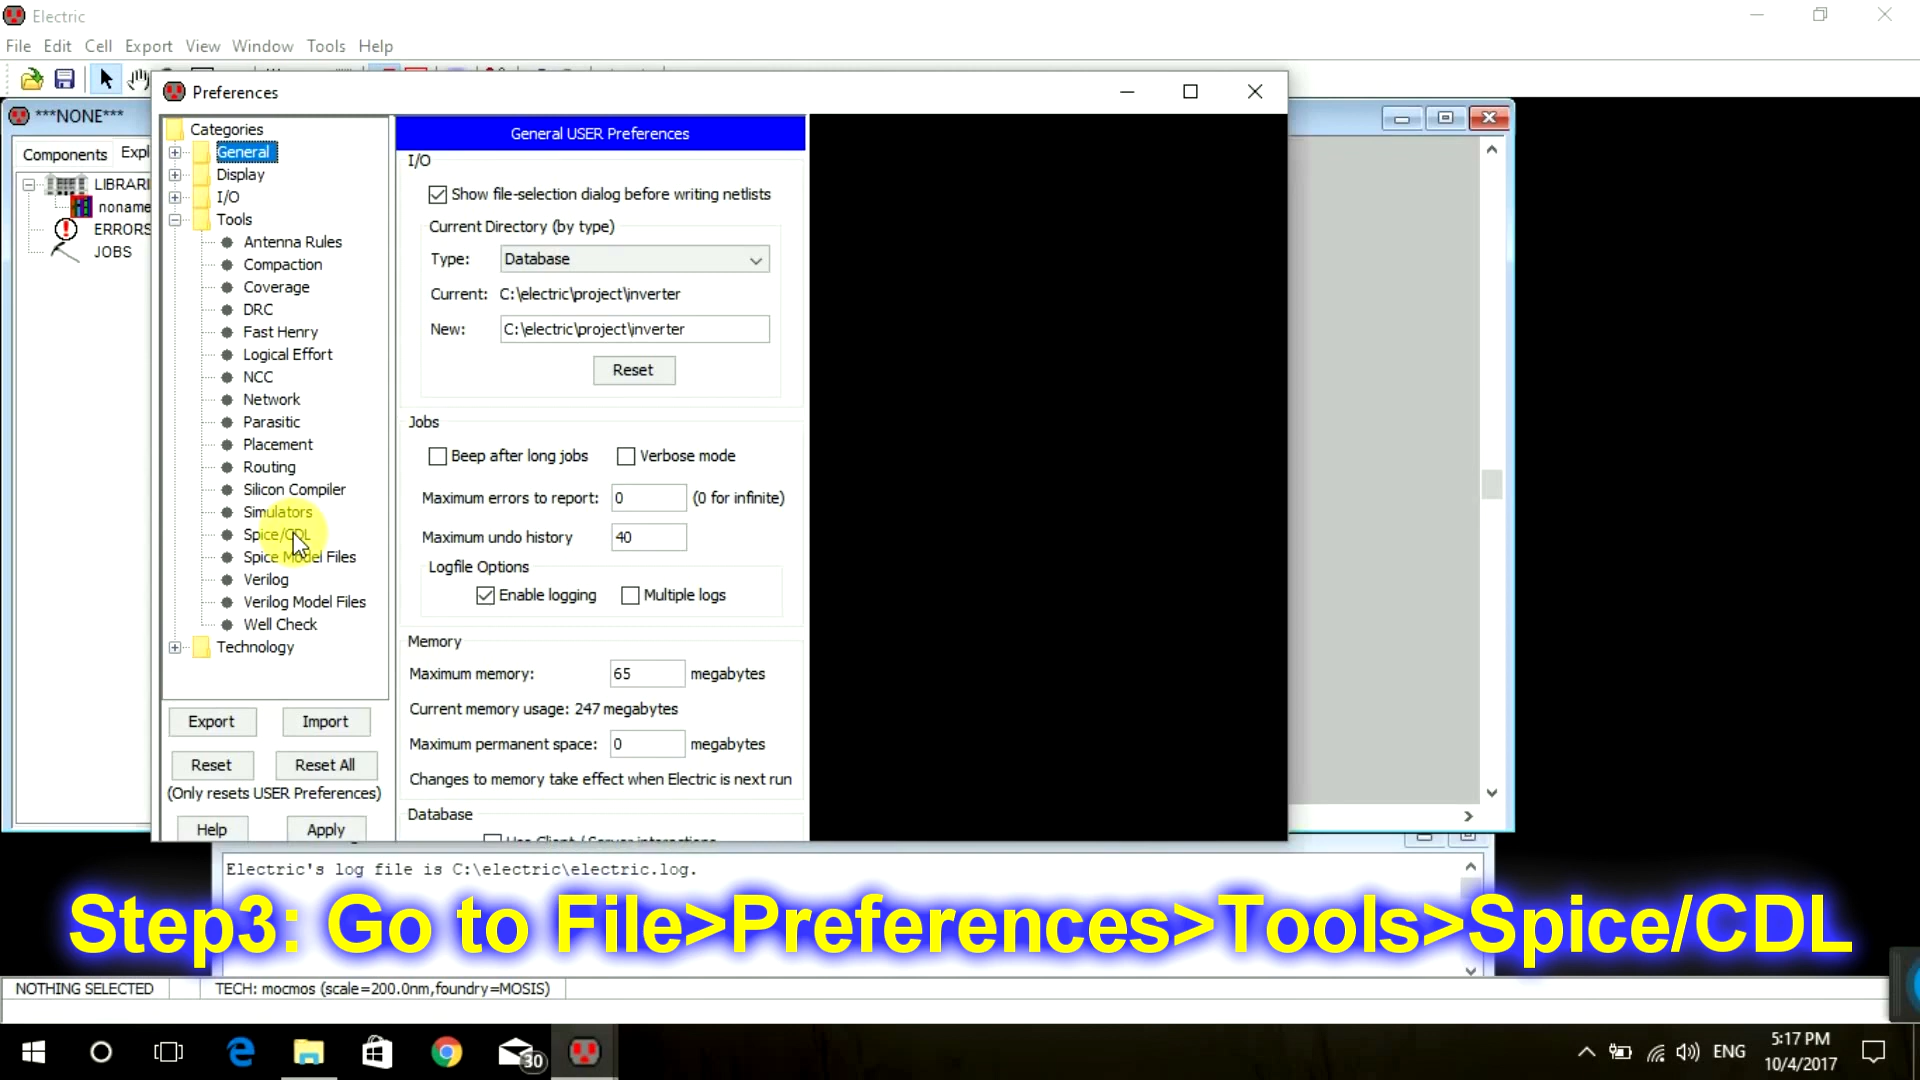 Electric
File Edit Cell Export View Window Tools Help
Preferences
***NONE***
Components Expl
LIBRARI
noname
ERRORS
JOBS
Categories
General
Display
I/O
Tools
Antenna Rules
Compaction
Coverage
DRC
Fast Henry
Logical Effort
NCC
Network
Parasitic
Placement
Routing
Silicon Compiler
Simulators
Spice/CDL
Spice Model Files
Verilog
Verilog Model Files
Well Check
Technology
Export Import
Reset Reset All
(Only resets USER Preferences)
Help Apply
General USER Preferences
I/O
Show file-selection dialog before writing netlists
Current Directory (by type)
Type: Database
Current: C:\electric\project\inverter
New: C:\electric\project\inverter
Reset
Jobs
Beep after long jobs Verbose mode
Maximum errors to report: 0 (0 for infinite)
Maximum undo history 40
Logfile Options
Enable logging Multiple logs
Memory
Maximum memory: 65 megabytes
Current memory usage: 247 megabytes
Maximum permanent space: 0 megabytes
Changes to memory take effect when Electric is next run
Database
Electric's log file is C:\electric\electric.log.
Step3: Go to File>Preferences>Tools>Spice/CDL
NOTHING SELECTED TECH: mocmos (scale=200.0nm,foundry=MOSIS)
30
ENG
5:17 PM
10/4/2017